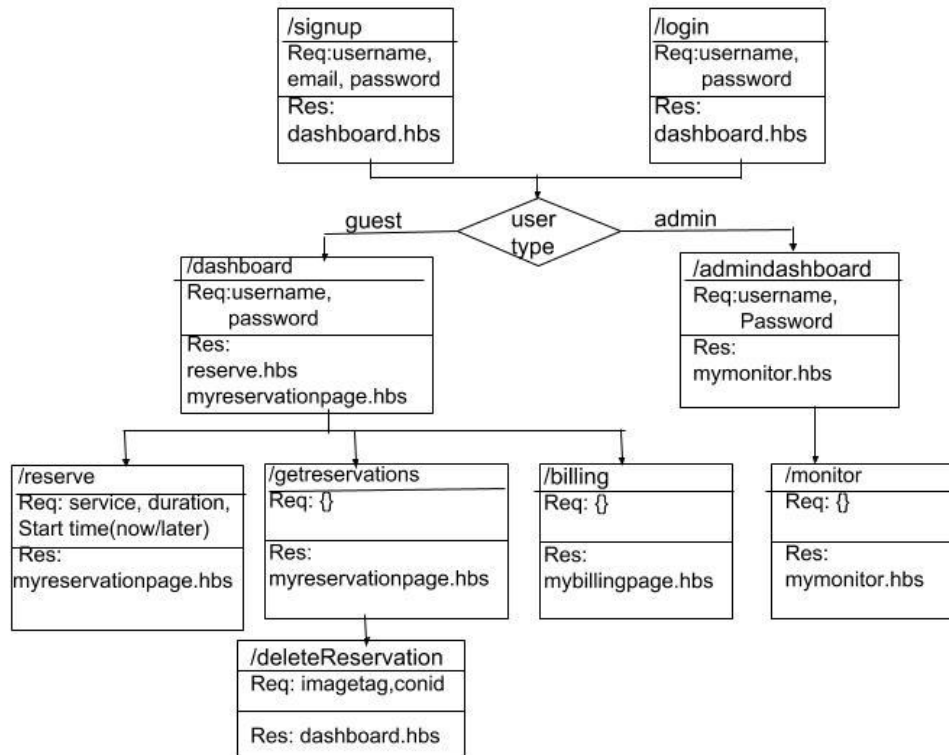 /signup
Req:username,
email, password
Res:
dashboard.hbs
/login
Req:username,
password
Res:
dashboard.hbs
guest
user
type
admin
/dashboard
Req:username,
password
Res:
reserve.hbs
myreservationpage.hbs
/admindashboard
Req:username,
Password
Res:
mymonitor.hbs
/reserve
Req: service, duration,
Start time(now/later)
Res:
myreservationpage.hbs
/getreservations
Req: {}
Res:
myreservationpage.hbs
/billing
Req: {}
Res:
mybillingpage.hbs
/monitor
Req: {}
Res:
mymonitor.hbs
/deleteReservation
Req: imagetag,conid
Res: dashboard.hbs